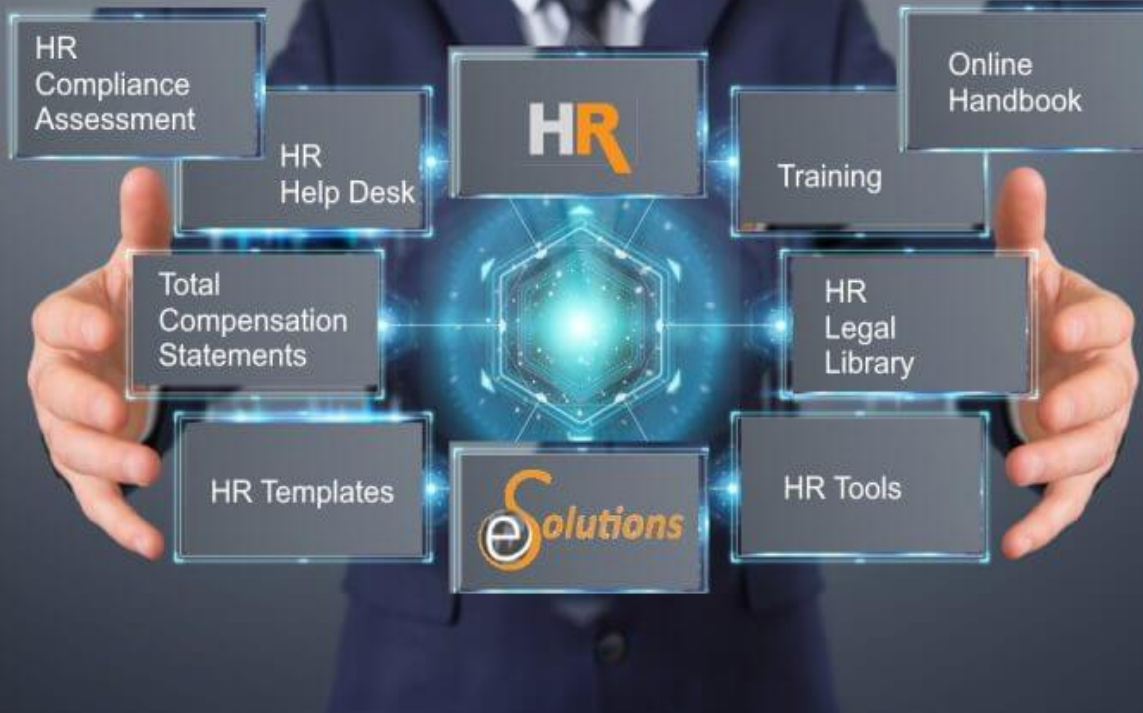 HR
Compliance
Assessment
HR
Help Desk
HR
Training
Online
Handbook
Total
Compensation
Statements
HR
Legal
Library
HR Templates
eSolutions
HR Tools